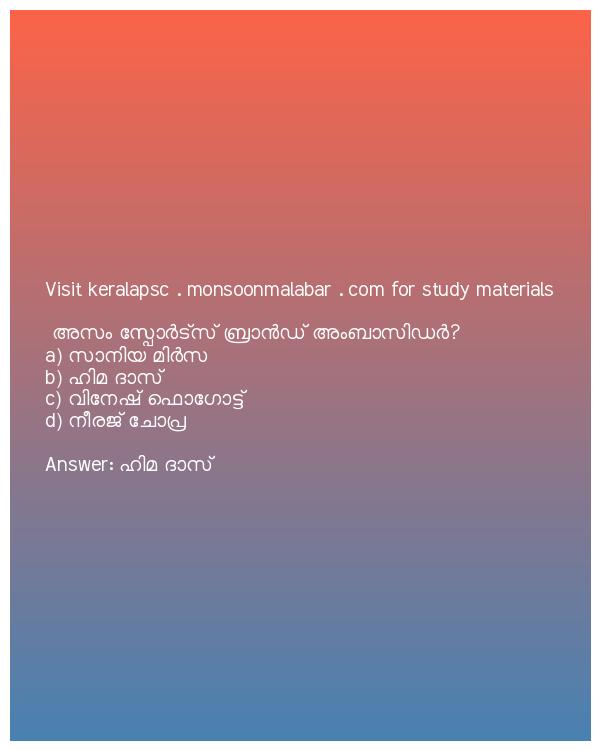 Visit keralapsc . monsoonmalabar . com for study materials
അസം സ്പോർട്സ് ബ്രാൻഡ് അംബാസിഡർ?
a) സാനിയ മിർസ
b) ഹിമ ദാസ്
c) വിനേഷ് ഫൊഗോട്ട്
d) നീരജ് ചോപ്ര
Answer: ഹിമ ദാസ്